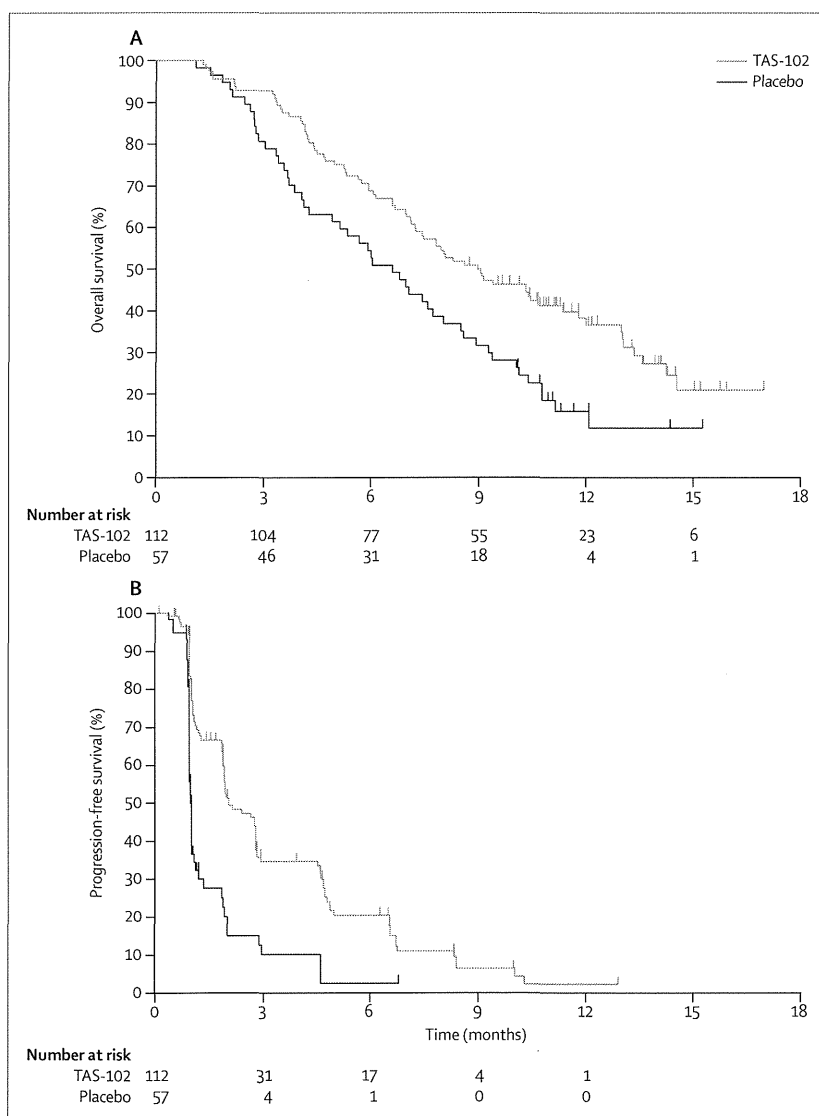 A
TAS-102
Placebo
100
90
80
70
60
50
40
30
20
10
0
Overall survival (%)
0 3 6 9 12 15 18
Number at risk
TAS-102 112 104 77 55 23 6
Placebo 57 46 31 18 4 1
B
100
90
80
70
60
50
40
30
20
10
0
Progression-free survival (%)
0 3 6 9 12 15 18
Time (months)
Number at risk
TAS-102 112 31 17 4 1
Placebo 57 4 1 0 0